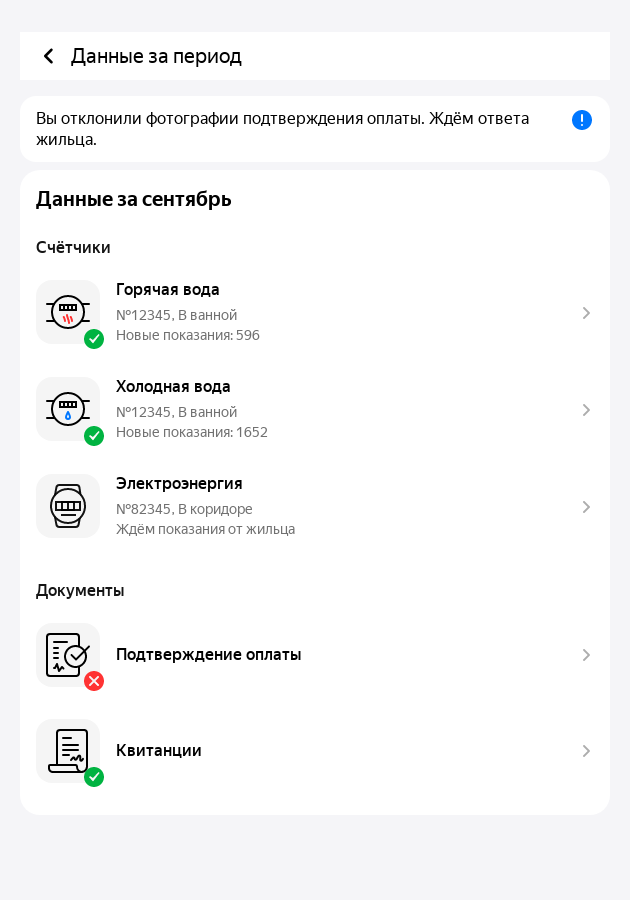 Данные за период
Вы отклонили фотографии подтверждения оплаты. Ждём ответа
жильца.
Данные за сентябрь
Счётчики
Горячая вода
№12345, В ванной
Новые показания: 596
Холодная вода
№12345, В ванной
Новые показания: 1652
Электроэнергия
№82345, В коридоре
Ждём показания от жильца
Документы
Подтверждение оплаты
Квитанции